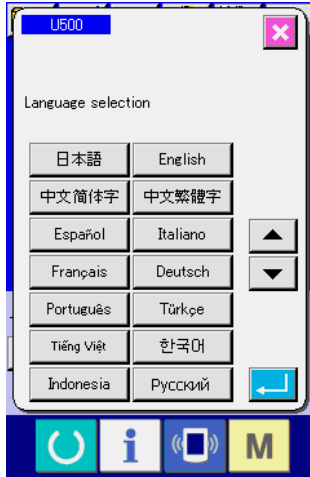 U500
Language selection
日本語 English
中文简体字 中文繁體字
Español Italiano
Français Deutsch
Português Türkçe
Tiếng Việt 한국어
Indonesia Русский
i M